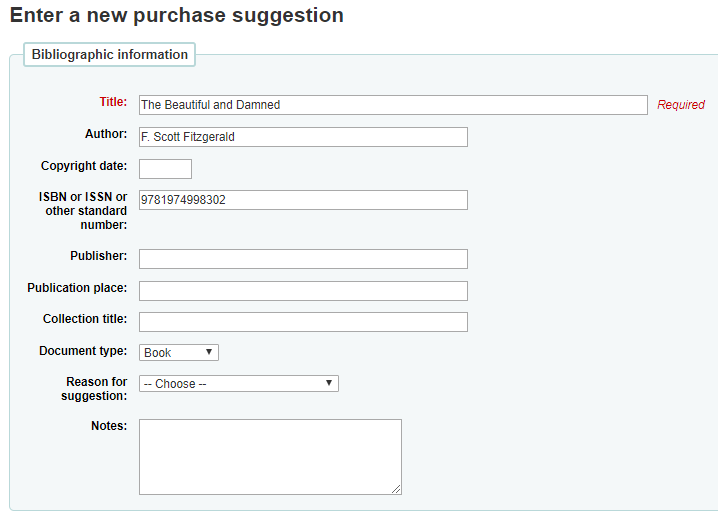 Enter a new purchase suggestion
Bibliographic information
Title: The Beautiful and Damned Required
Author: F. Scott Fitzgerald
Copyright date:
ISBN or ISSN or
other standard
number: 9781974998302
Publisher:
Publication place:
Collection title:
Document type: Book
Reason for
suggestion: -- Choose --
Notes: